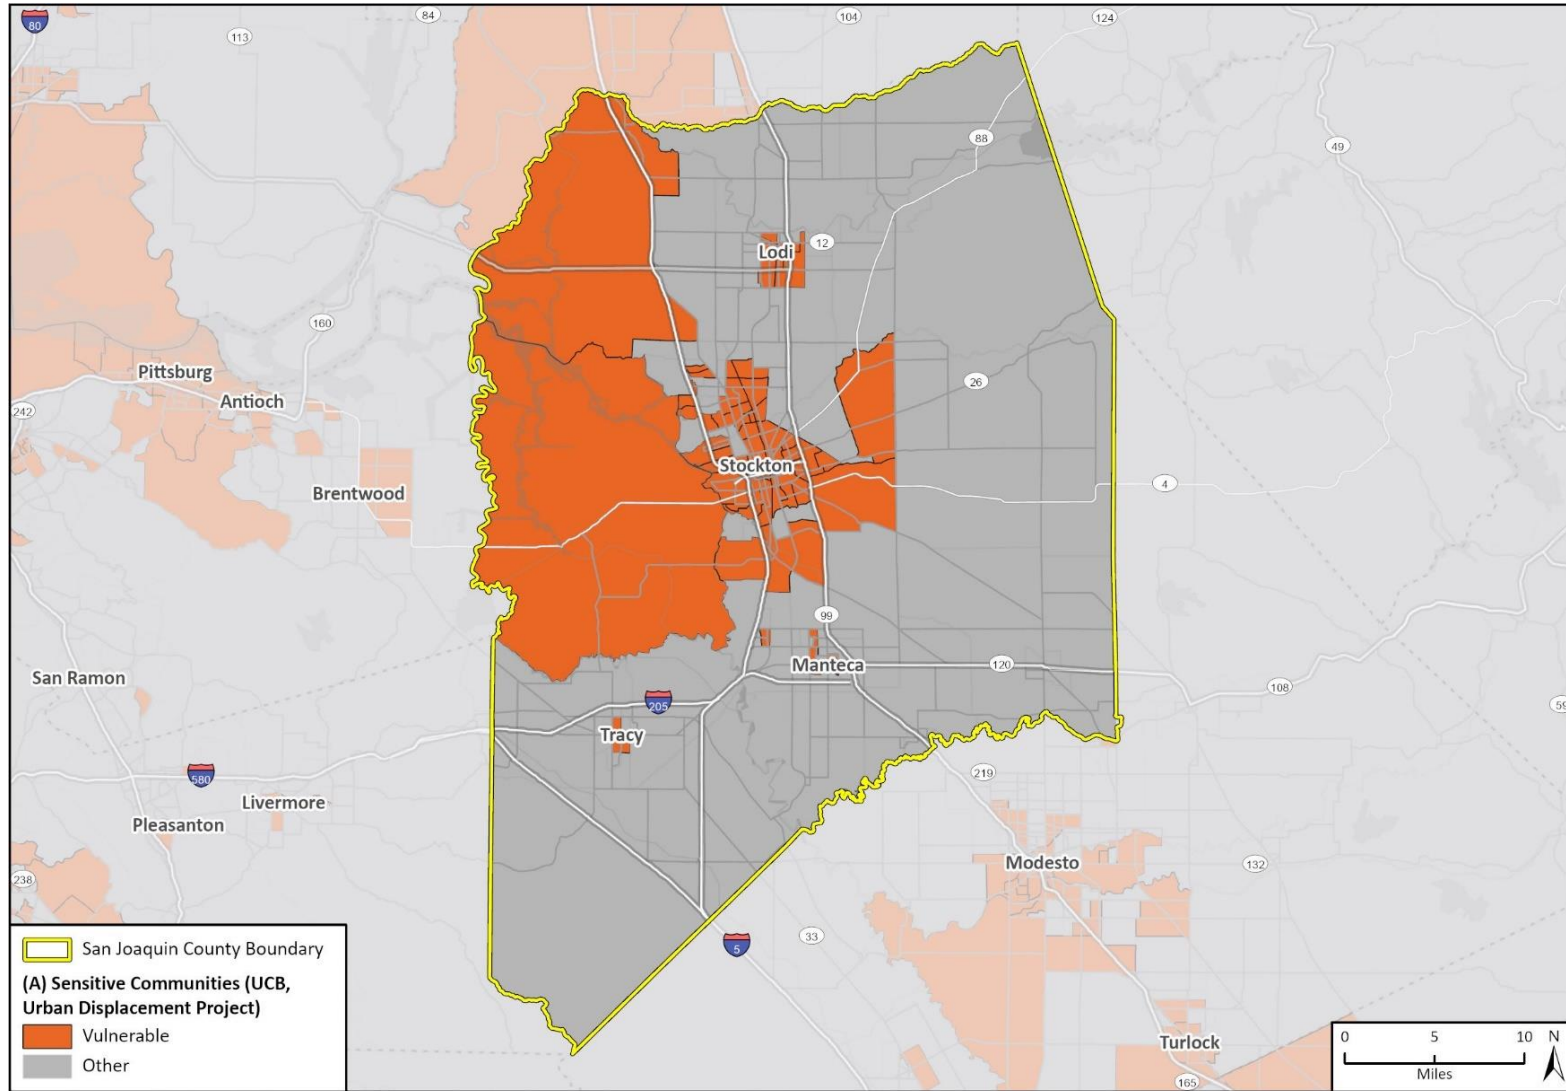 80
84
104
124
113
88
49
Lodi
12
160
26
Pittsburg
Antioch
242
Stockton
4
Brentwood
99
Manteca
120
San Ramon
108
205
59
Tracy
580
219
Livermore
Pleasanton
Modesto
132
238
33
5
San Joaquin County Boundary
(A) Sensitive Communities (UCB,
Urban Displacement Project)
Vulnerable
Other
Turlock
165
0 5 10
Miles
N